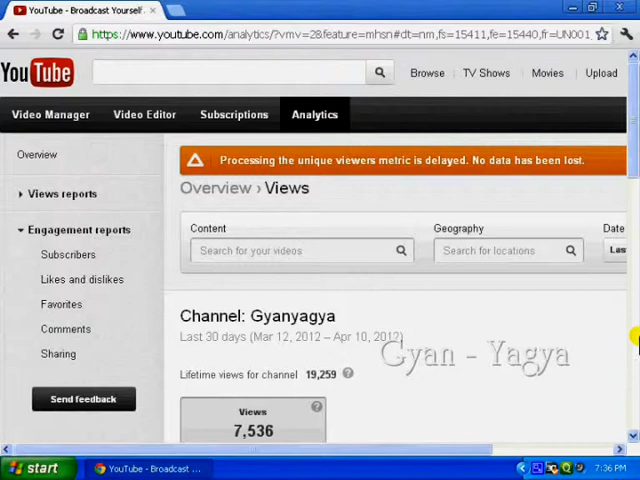 YouTube - Broadcast Yourself.
https://www.youtube.com/analytics/?vmv=2&feature=mhsn#dt=nm,fs=15411,fe=15440,fr=UN001
YouTube
Browse
TV Shows
Movies
Upload
Video Manager
Video Editor
Subscriptions
Analytics
Overview
Views reports
Engagement reports
Subscribers
Likes and dislikes
Favorites
Comments
Sharing
Send feedback
Processing the unique viewers metric is delayed. No data has been lost.
Overview › Views
Content
Geography
Date
Search for your videos
Search for locations
Las
Channel: Gyanyagya
Last 30 days (Mar 12, 2012 – Apr 10, 2012)
Gyan - Yagya
Lifetime views for channel 19,259 ?
Views
?
7,536
start
YouTube - Broadcast ...
7:36 PM